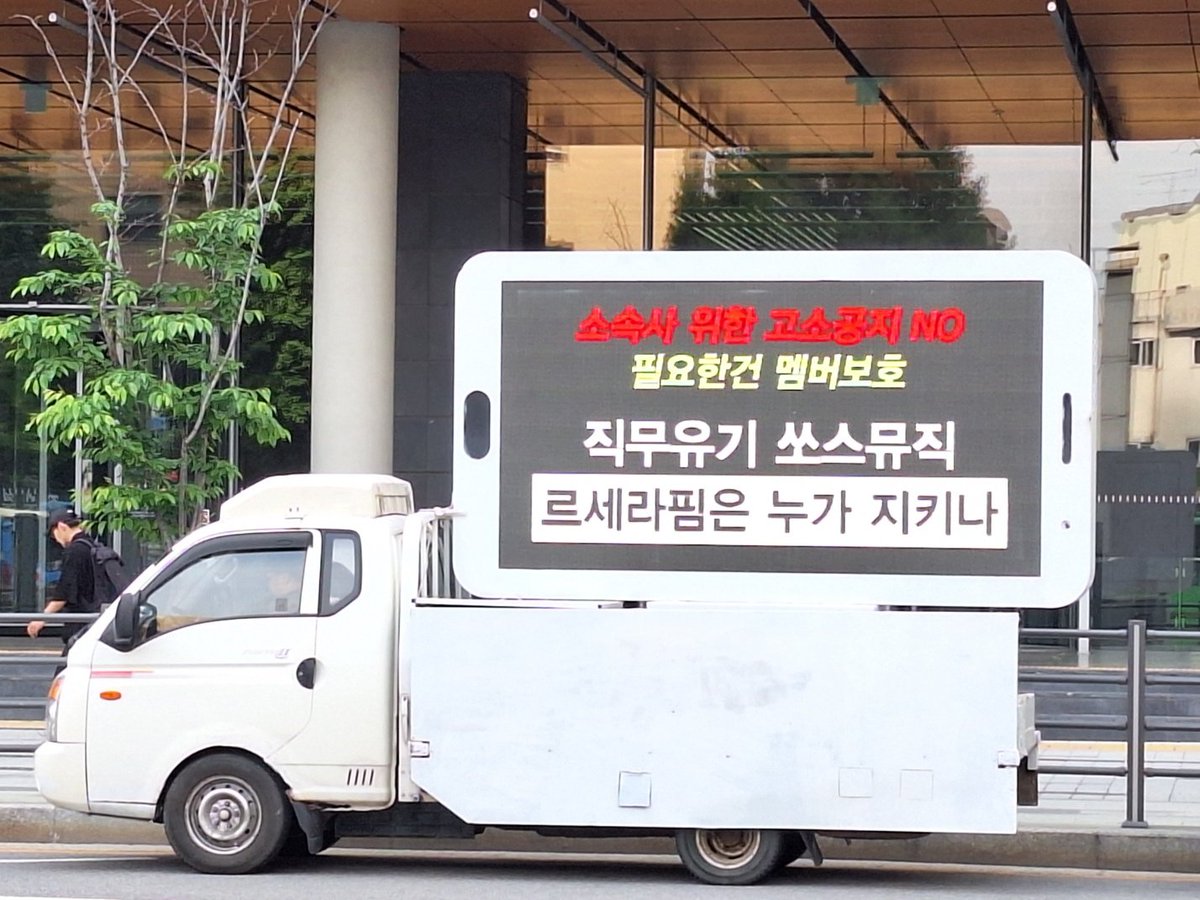 소속사 위한 고소공지 NO
필요한건 멤버보호
직무유기 쏘스뮤직
르세라핌은 누가 지키나